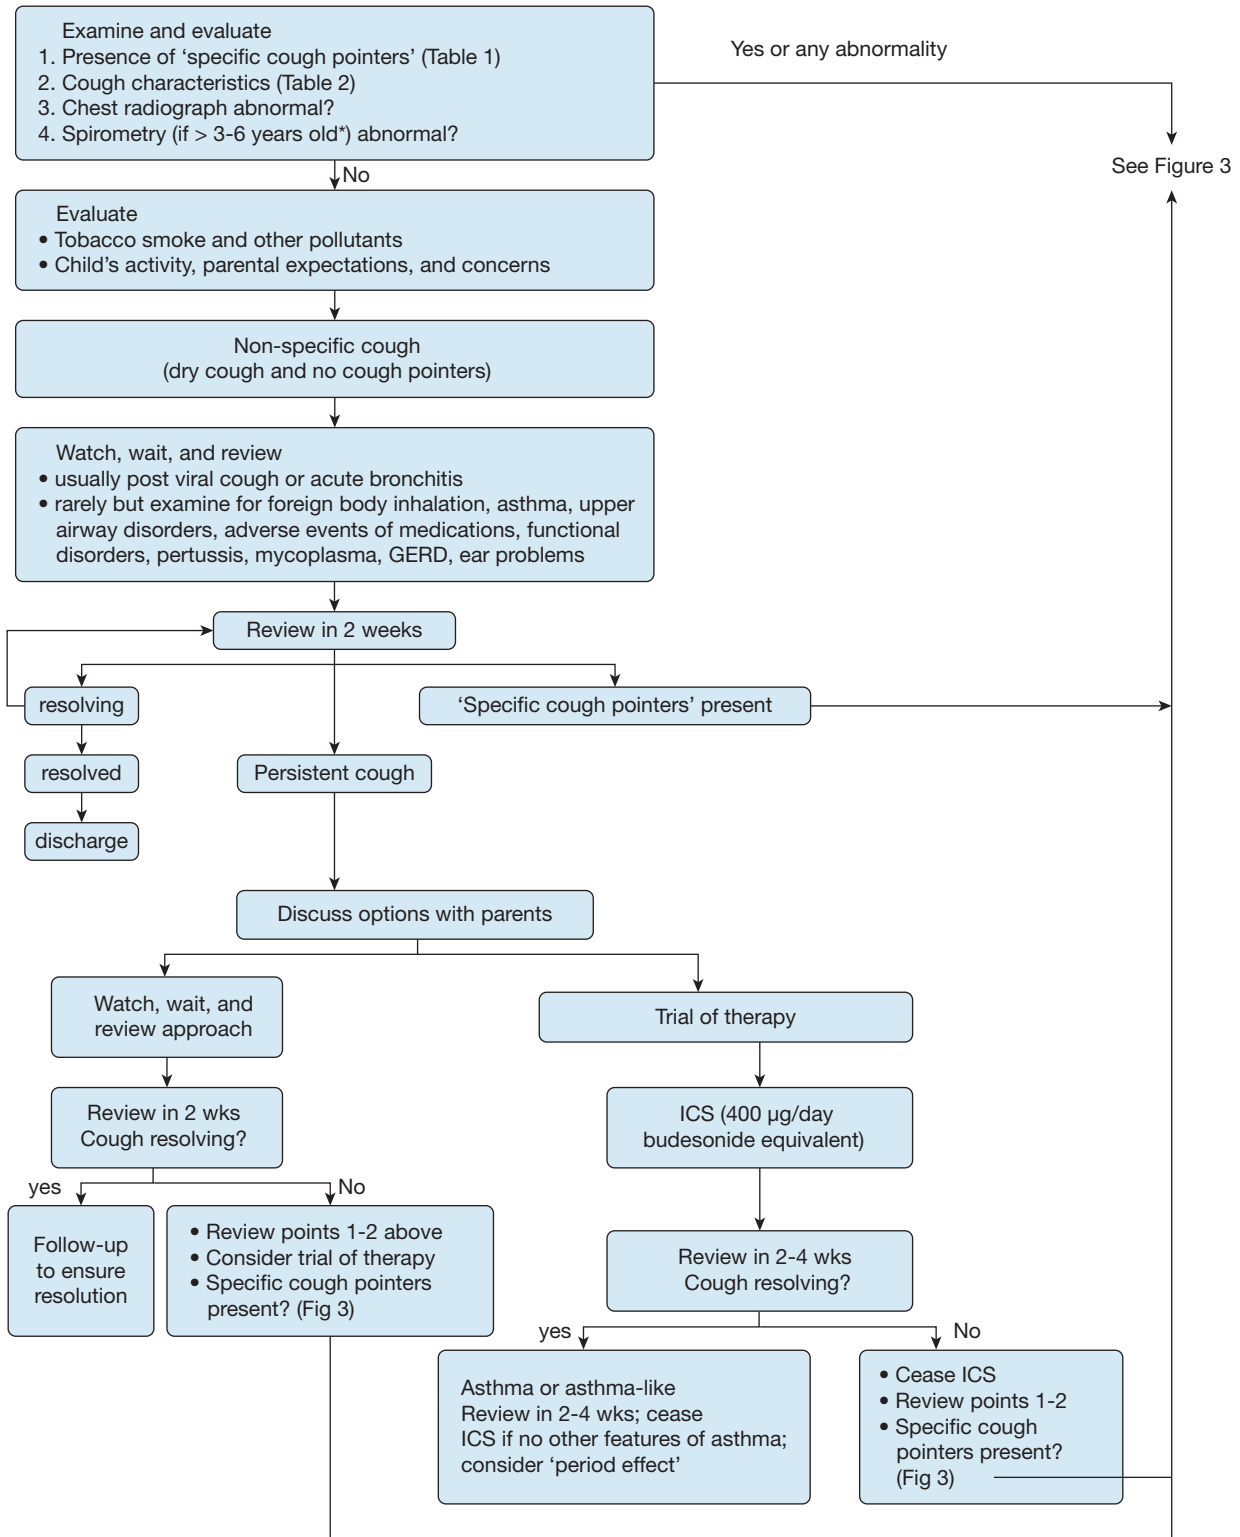 Examine and evaluate
1. Presence of ‘specific cough pointers’ (Table 1)
2. Cough characteristics (Table 2)
3. Chest radiograph abnormal?
4. Spirometry (if > 3-6 years old*) abnormal?
Yes or any abnormality
See Figure 3
No
Evaluate
• Tobacco smoke and other pollutants
• Child’s activity, parental expectations, and concerns
Non-specific cough
(dry cough and no cough pointers)
Watch, wait, and review
• usually post viral cough or acute bronchitis
• rarely but examine for foreign body inhalation, asthma, upper
airway disorders, adverse events of medications, functional
disorders, pertussis, mycoplasma, GERD, ear problems
Review in 2 weeks
resolving
‘Specific cough pointers’ present
resolved
Persistent cough
discharge
Discuss options with parents
Watch, wait, and
review approach
Trial of therapy
Review in 2 wks
Cough resolving?
ICS (400 µg/day
budesonide equivalent)
yes
No
Follow-up
to ensure
resolution
• Review points 1-2 above
• Consider trial of therapy
• Specific cough pointers
present? (Fig 3)
Review in 2-4 wks
Cough resolving?
yes
No
Asthma or asthma-like
Review in 2-4 wks; cease
ICS if no other features of asthma;
consider ‘period effect’
• Cease ICS
• Review points 1-2
• Specific cough
pointers present?
(Fig 3)